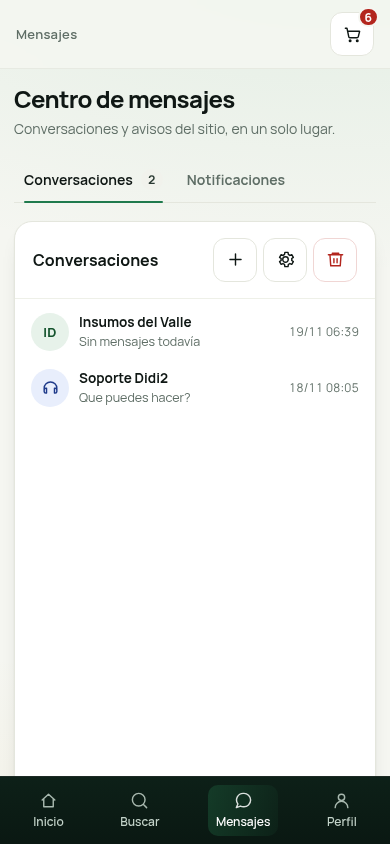 Mensajes
6
Centro de mensajes
Conversaciones y avisos del sitio, en un solo lugar.
Conversaciones 2 Notificaciones
Conversaciones
ID Insumos del Valle 19/11 06:39
Sin mensajes todavía
Soporte Didi2 18/11 08:05
Que puedes hacer?
Inicio Buscar Mensajes Perfil